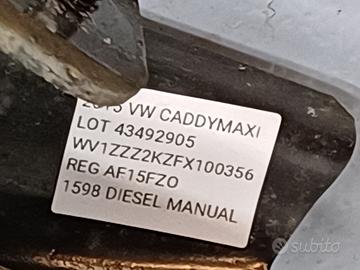 2015 VW CADDYMAXI
LOT 43492905
WV1ZZZ2KZFX100356
REG AF15FZO
1598 DIESEL MANUAL
subito